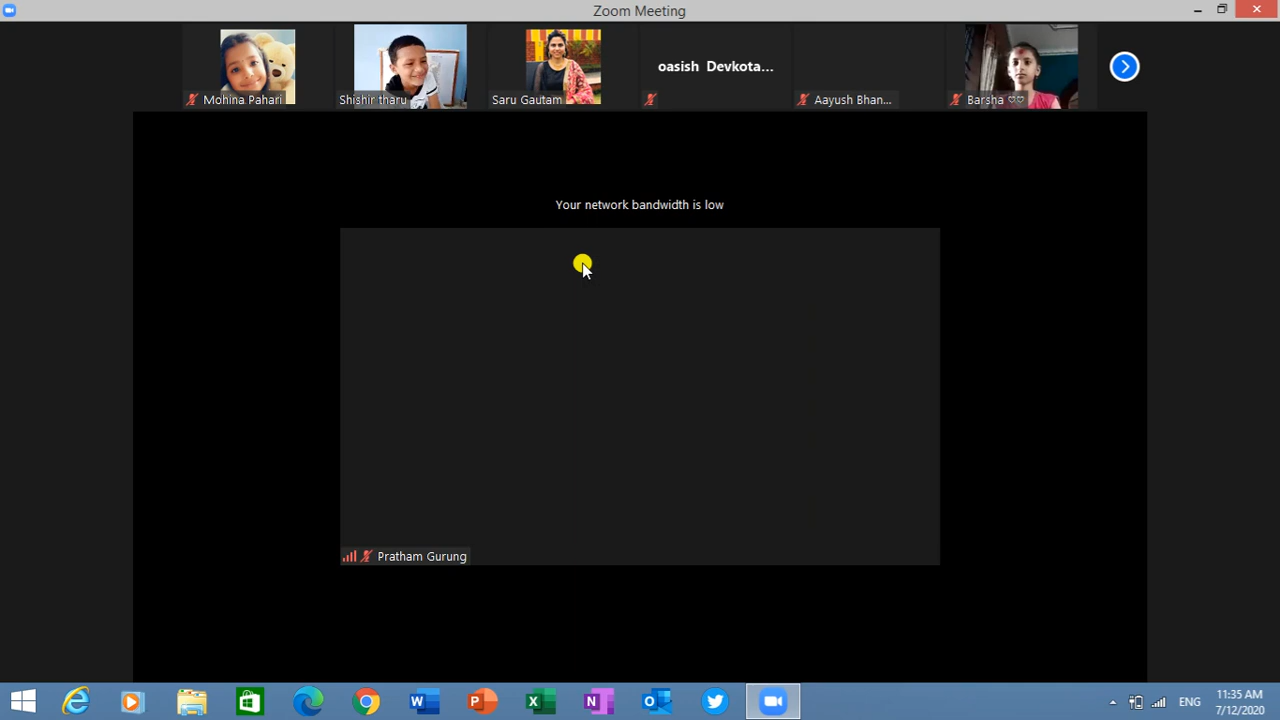 Zoom Meeting
Mohina Pahari
Shishir tharu
Saru Gautam
oasish Devkota...
Aayush Bhan...
Barsha ♡♡
Your network bandwidth is low
Pratham Gurung
ENG
11:35 AM
7/12/2020